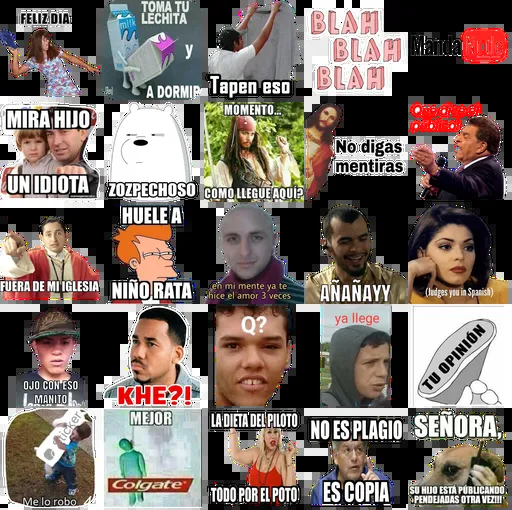 FELIZ DIA
TOMA TU
LECHITA
Y
A DORMIR
Tapen eso
BLAH
BLAH
BLAH
Manda
Nude
MIRA HIJO
UN IDIOTA
ZOZPECHOSO
MOMENTO...
COMO LLEGUE AQUI?
No digas
mentiras
FUERA DE MI IGLESIA
HUELE A
NIÑO RATA
en mi mente ya te
hice el amor 3 veces
AÑAÑAYY
(Judges you in Spanish)
OJO CON ESO
MANITO
KHE?!
Q?
ya llege
TU OPINIÓN
sticker
Me lo robo
MEJOR
Colgate
LA DIETA DEL PILOTO
TODO POR EL POTO
NO ES PLAGIO
ES COPIA
SEÑORA,
SU HIJO ESTÁ PÚBLICANDO
PENDEJADAS OTRA VEZ!!!